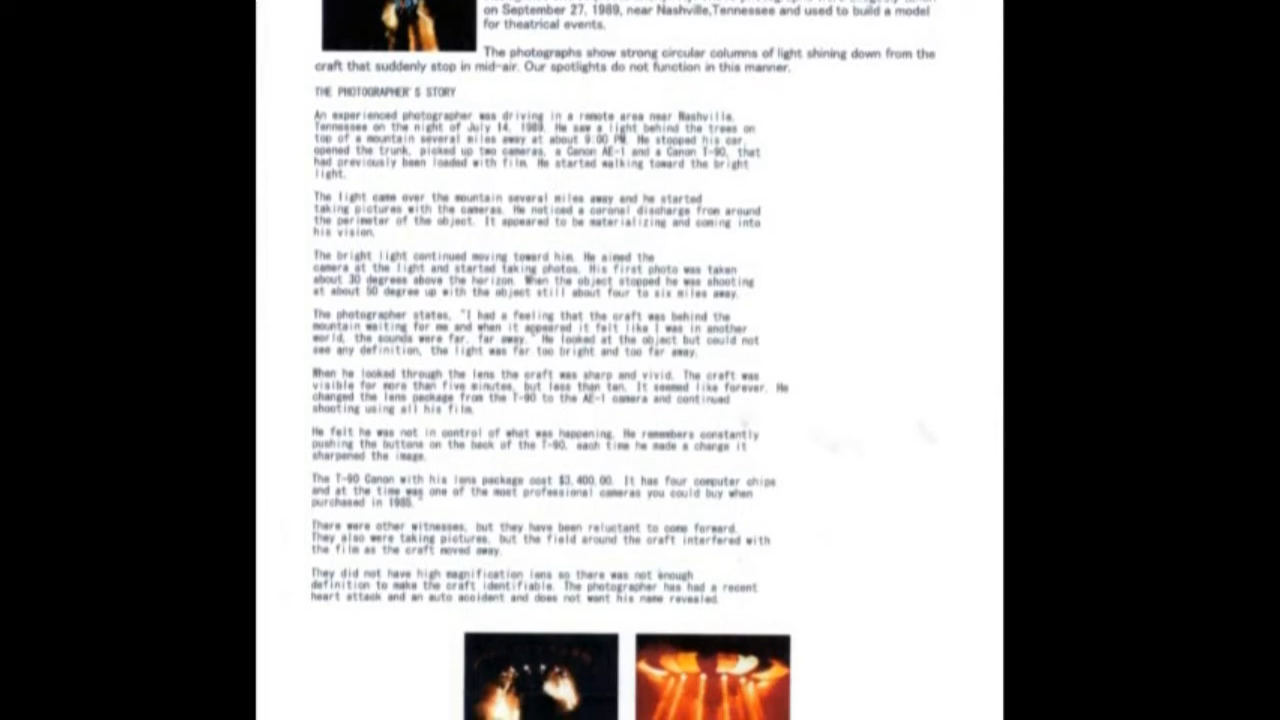 on September 27, 1989, near Nashville,Tennessee and used to build a model
for theatrical events.
The photographs show strong circular columns of light shining down from the
craft that suddenly stop in mid-air. Our spotlights do not function in this manner.
THE PHOTOGRAPHER'S STORY
An experienced photographer was driving in a remote area near Nashville,
Tennessee on the night of July 14, 1989. He saw a light behind the trees on
top of a mountain several miles away at about 9:00 PM. He stopped his car,
opened the trunk, picked up two cameras, a Canon AE-1 and a Canon T-90, that
had previously been loaded with film. He started walking toward the bright
light.
The light came over the mountain several miles away and he started
taking pictures with the cameras. He noticed a coronal discharge from around
the perimeter of the object. It appeared to be materializing and coming into
his vision.
The bright light continued moving toward him. He aimed the
camera at the light and started taking photos. His first photo was taken
about 30 degrees above the horizon. When the object stopped he was shooting
at about 50 degree up with the object still about four to six miles away.
The photographer states, "I had a feeling that the craft was behind the
mountain waiting for me and when it appeared it felt like I was in another
world, the sounds were far, far away." He looked at the object but could not
see any definition, the light was far too bright and too far away.
When he looked through the lens the craft was sharp and vivid. The craft was
visible for more than five minutes, but less than ten. It seemed like forever. He
changed the lens package from the T-90 to the AE-1 camera and continued
shooting using all his film.
He felt he was not in control of what was happening. He remembers constantly
pushing the buttons on the back of the T-90, each time he made a change it
sharpened the image.
The T-90 Canon with his lens package cost $3,400.00. It has four computer chips
and at the time was one of the most professional cameras you could buy when
purchased in 1985."
There were other witnesses, but they have been reluctant to come forward.
They also were taking pictures, but the field around the craft interfered with
the film as the craft moved away.
They did not have high magnification lens so there was not enough
definition to make the craft identifiable. The photographer has had a recent
heart attack and an auto accident and does not want his name revealed.